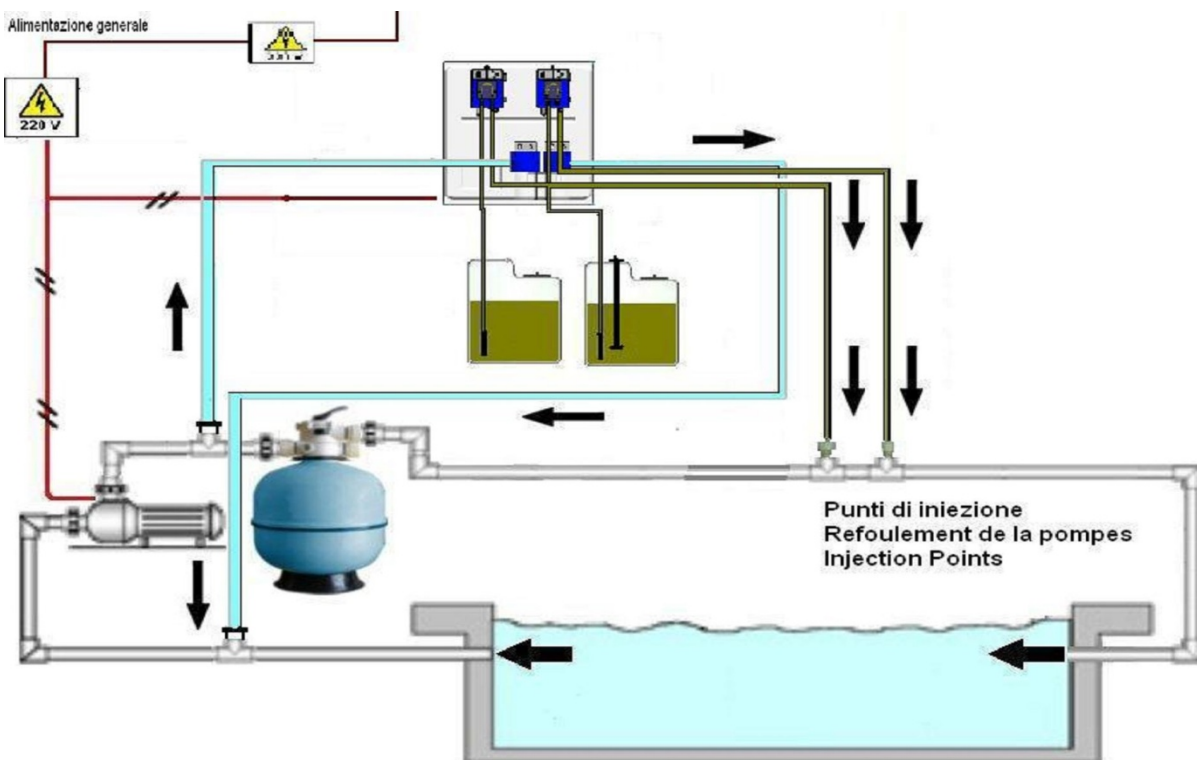 Alimentazione generale
220 V
Punti di iniezione
Refoulement de la pompes
Injection Points